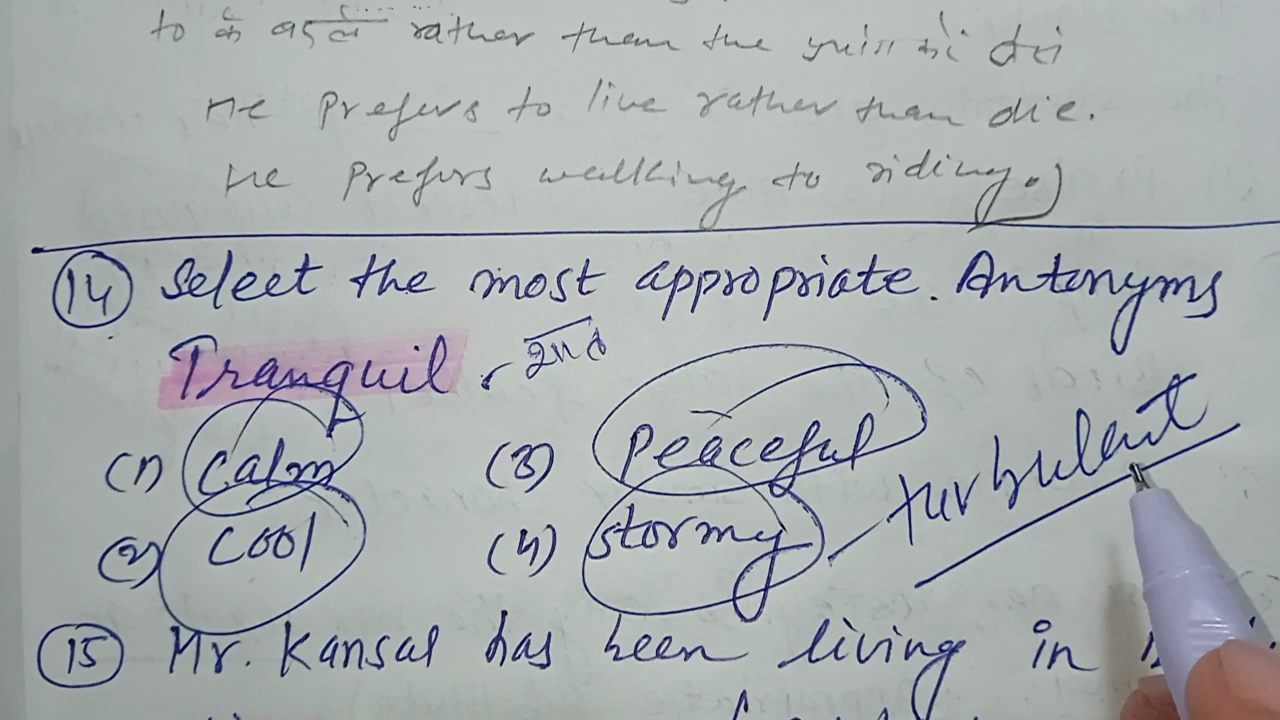 to के बाद rather than the
He prefers to live rather than die.
He prefers walking to riding.)
(14) Select the most appropriate. Antonyms
Tranquil 2nd
(1) calm (3) Peaceful
(2) cool (4) stormy turbulent
(15) Mr. Kansal has been living in